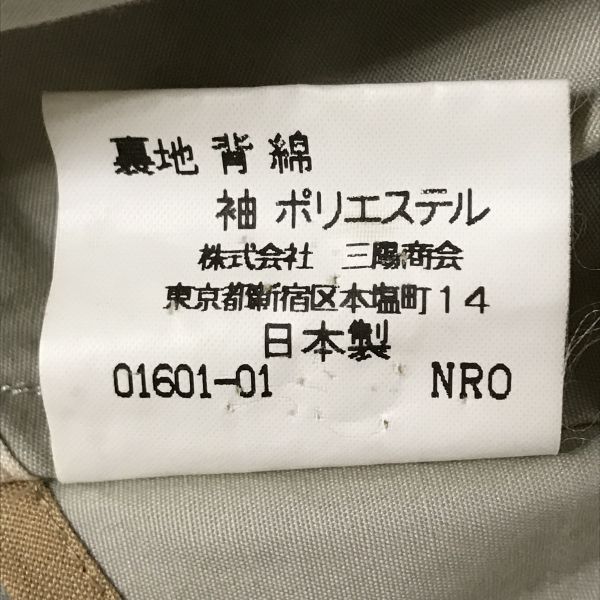 裏地 背 綿
袖 ポリエステル
株式会社 三陽商会
東京都新宿区本塩町14
日本製
01601-01 NRO